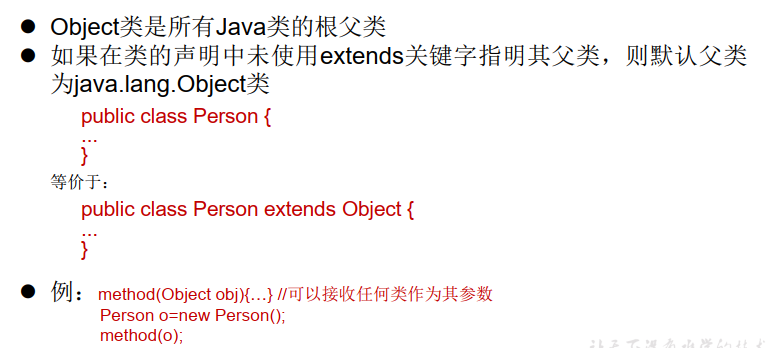 ● Object类是所有Java类的根父类
● 如果在类的声明中未使用extends关键字指明其父类，则默认父类
为java.lang.Object类
public class Person {
...
}
等价于：
public class Person extends Object {
...
}
● 例：method(Object obj){…} //可以接收任何类作为其参数
Person o=new Person();
method(o);